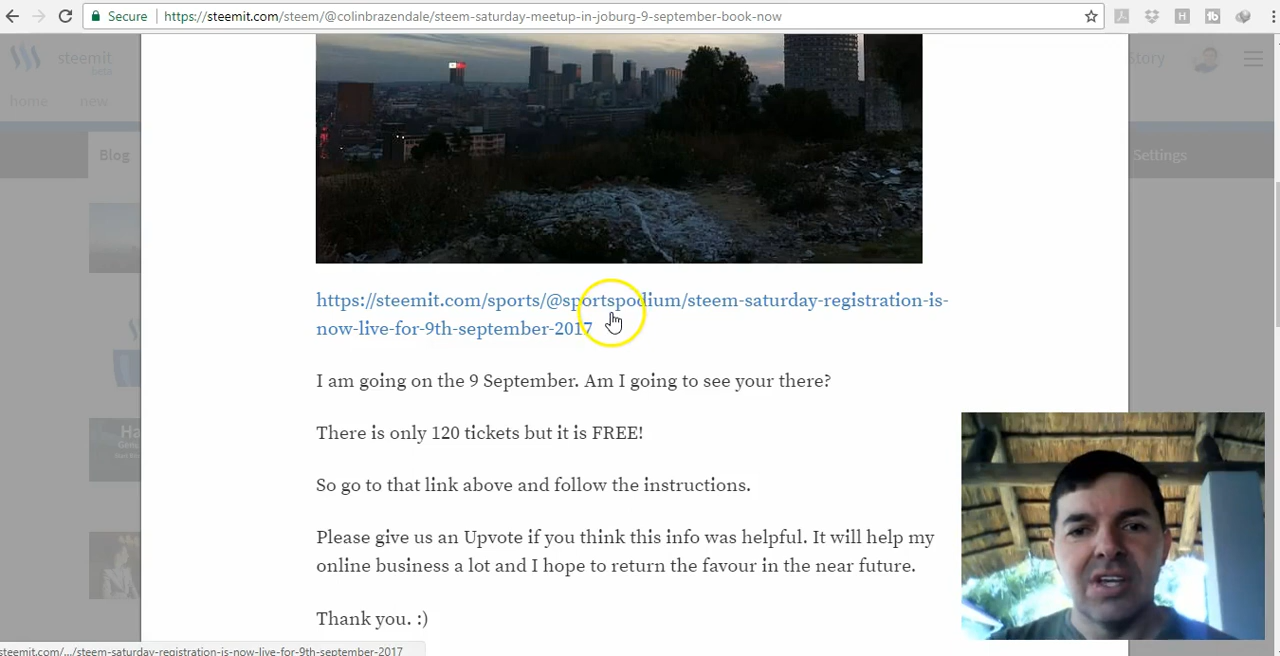 Secure
https://steemit.com/steem/@colinbrazendale/steem-saturday-meetup-in-joburg-9-september-book-now
steemit
beta
Story
home new
Blog
Settings
https://steemit.com/sports/@sportspodium/steem-saturday-registration-is-
now-live-for-9th-september-2017
I am going on the 9 September. Am I going to see your there?
There is only 120 tickets but it is FREE!
So go to that link above and follow the instructions.
Please give us an Upvote if you think this info was helpful. It will help my
online business a lot and I hope to return the favour in the near future.
Thank you. :)
steemit.com/.../steem-saturday-registration-is-now-live-for-9th-september-2017